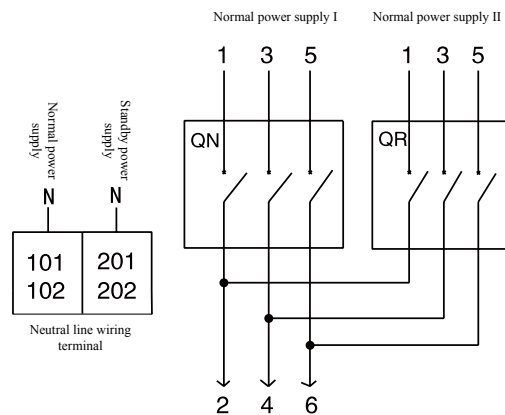 Normal power supply I
Normal power supply II
1 3 5
1 3 5
QN
QR
Normal power
supply
Standby power
supply
N
N
101
102
201
202
Neutral line wiring
terminal
2 4 6